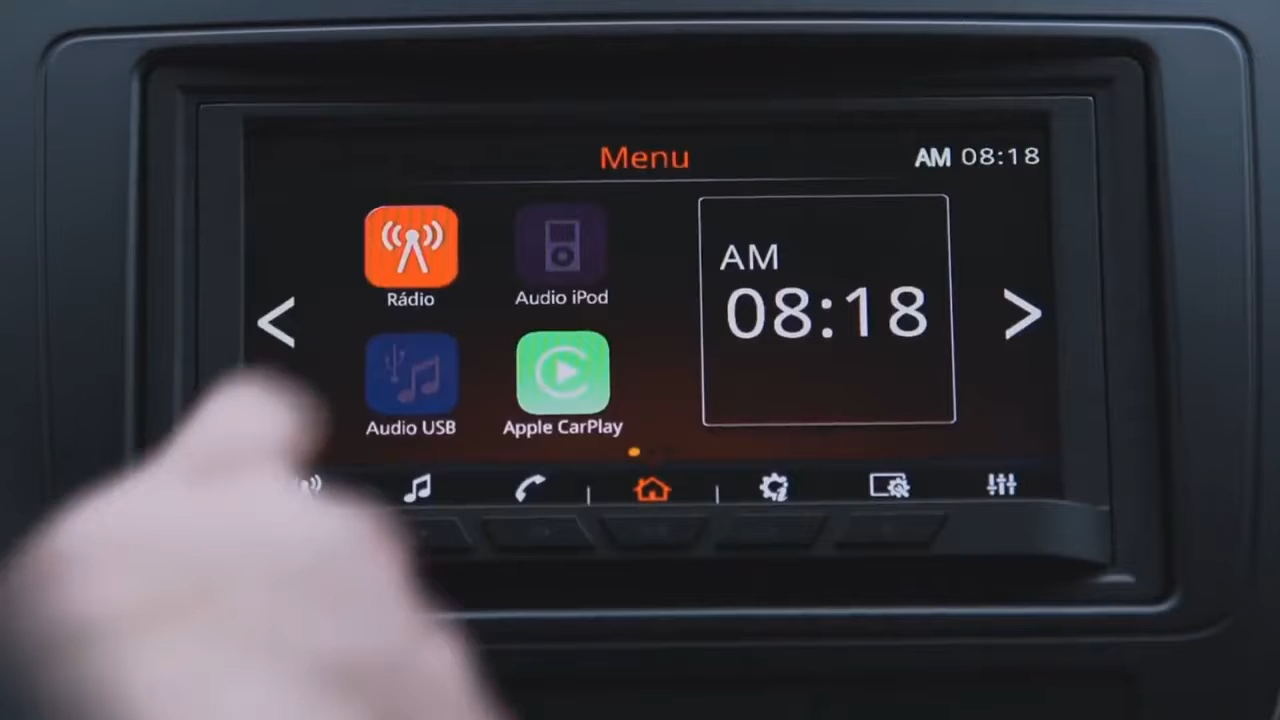 Menu
AM 08:18
Rádio
Audio iPod
AM
08:18
Audio USB
Apple CarPlay